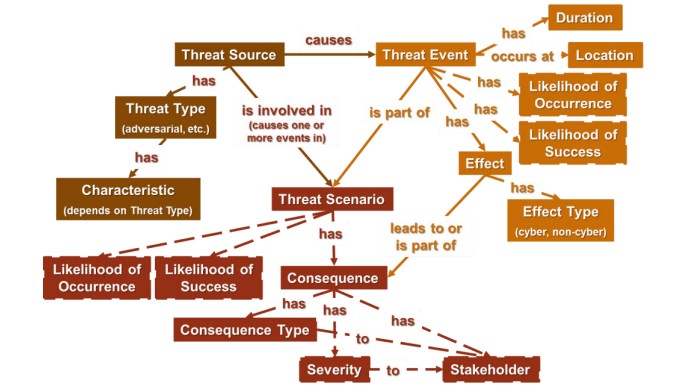 Duration
has
causes
Threat Source
Threat Event
occurs at
Location
has
has
Likelihood of
Occurrence
Threat Type
(adversarial, etc.)
is involved in
(causes one or
more events in)
is part of
has
has
Likelihood of
Success
has
Effect
Characteristic
(depends on Threat Type)
Threat Scenario
has
Effect Type
(cyber, non-cyber)
has
leads to or
is part of
Likelihood of
Occurrence
Likelihood of
Success
Consequence
has
has
has
Consequence Type
to
Severity
to
Stakeholder